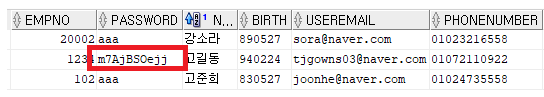 EMPNO PASSWORD 1 N... BIRTH USEREMAIL PHONENUMBER
20002 aaa 강소라 890527 sora@naver.com 01023216558
1234 m7AjBSOejj 고길동 940224 tjgowns03@naver.com 01072110922
102 aaa 고준희 830527 joonhe@naver.com 01024735558